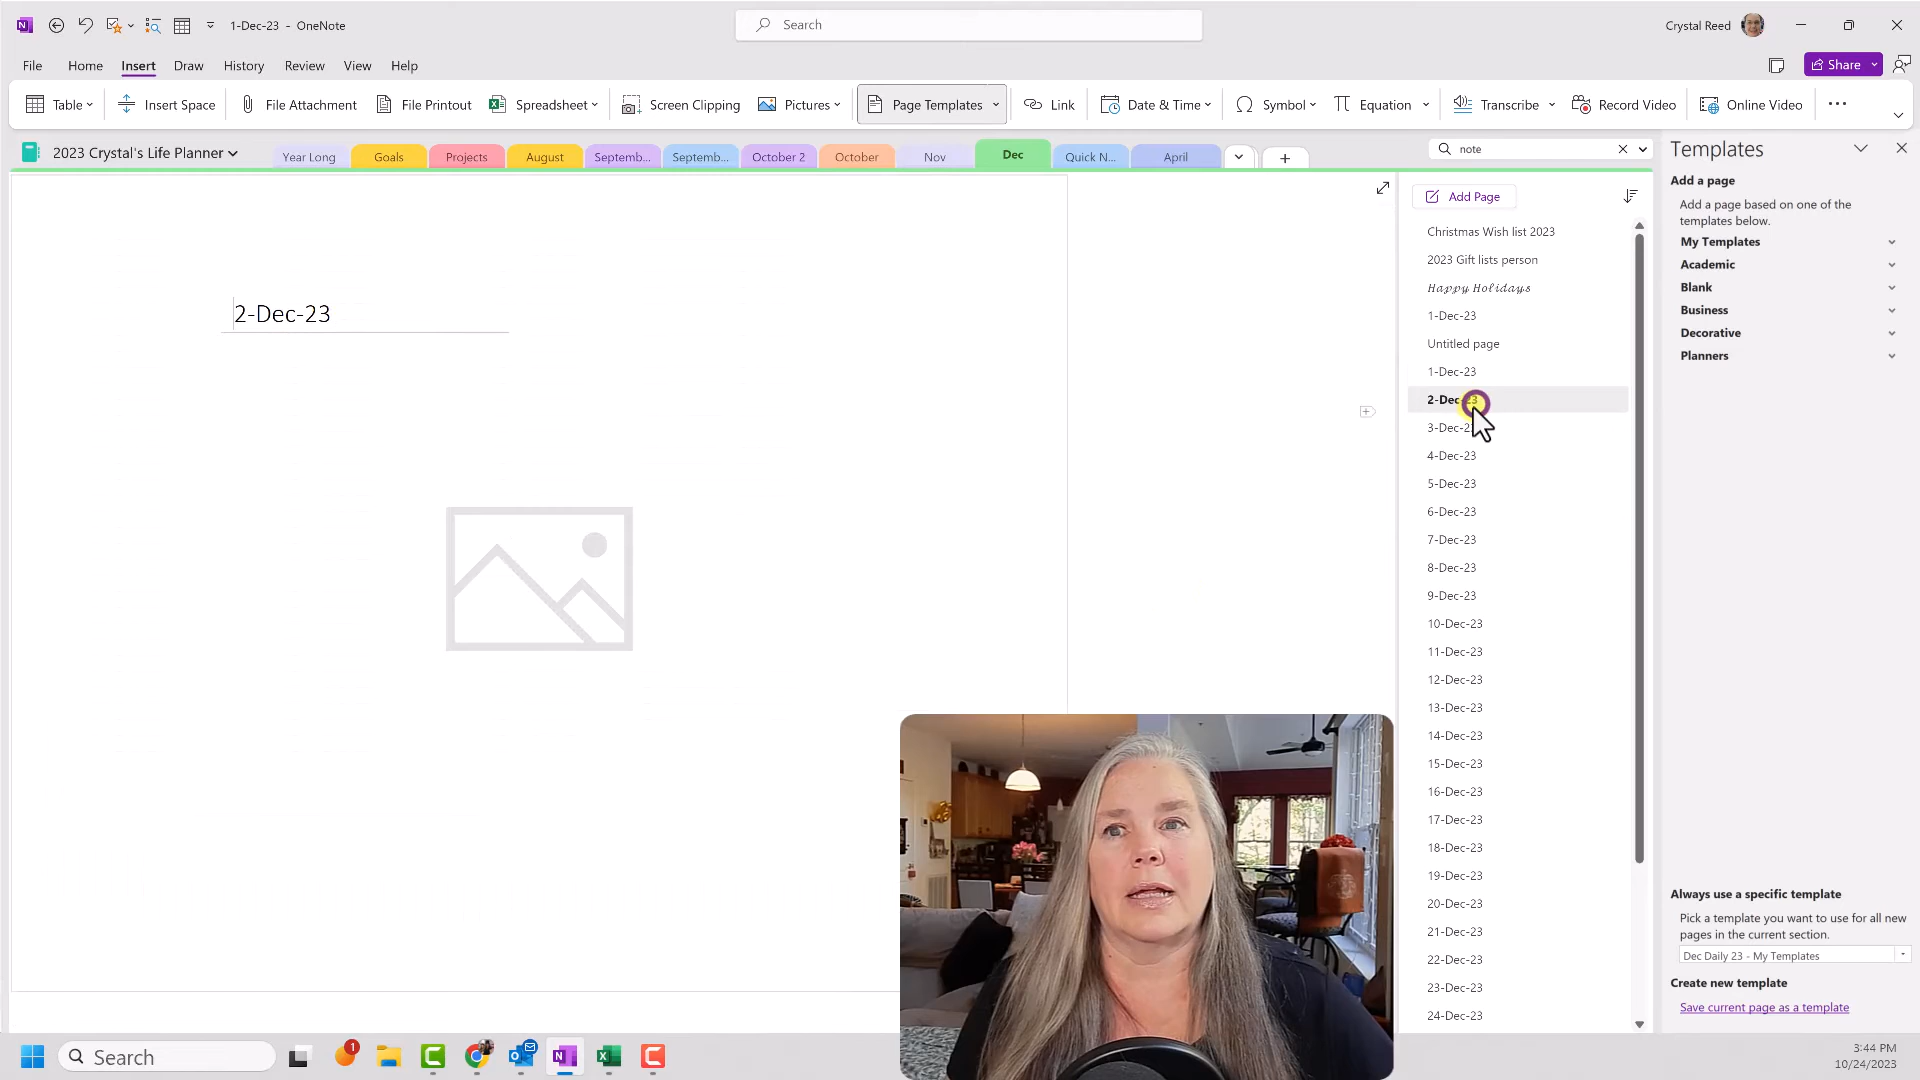 1-Dec-23 - OneNote
Search
Crystal Reed
File Home Insert Draw History Review View Help
Share
Table Insert Space File Attachment File Printout Spreadsheet Screen Clipping Pictures Page Templates Link Date & Time Symbol Equation Transcribe Record Video Online Video
2023 Crystal's Life Planner
Year Long Goals Projects August Septemb... Septemb... October 2 October Nov Dec Quick N... April
note
Templates
Add a page
Add a page based on one of the
templates below.
My Templates
Academic
Blank
Business
Decorative
Planners
Add Page
Christmas Wish list 2023
2023 Gift lists person
Happy Holidays
1-Dec-23
Untitled page
1-Dec-23
2-Dec-23
3-Dec-23
4-Dec-23
5-Dec-23
6-Dec-23
7-Dec-23
8-Dec-23
9-Dec-23
10-Dec-23
11-Dec-23
12-Dec-23
13-Dec-23
14-Dec-23
15-Dec-23
16-Dec-23
17-Dec-23
18-Dec-23
19-Dec-23
20-Dec-23
21-Dec-23
22-Dec-23
23-Dec-23
24-Dec-23
2-Dec-23
Always use a specific template
Pick a template you want to use for all new
pages in the current section.
Dec Daily 23 - My Templates
Create new template
Save current page as a template
Search
1
3:44 PM
10/24/2023